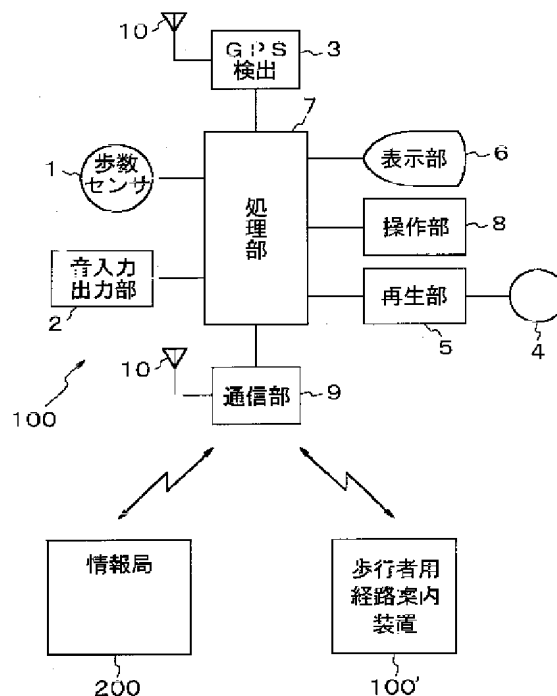 10
GPS
検出
3
7
1
歩数
センサ
処理部
表示部
6
操作部
8
音入力
出力部
2
再生部
5
4
10
通信部
9
100
情報局
200
歩行者用
経路案内
装置
100'